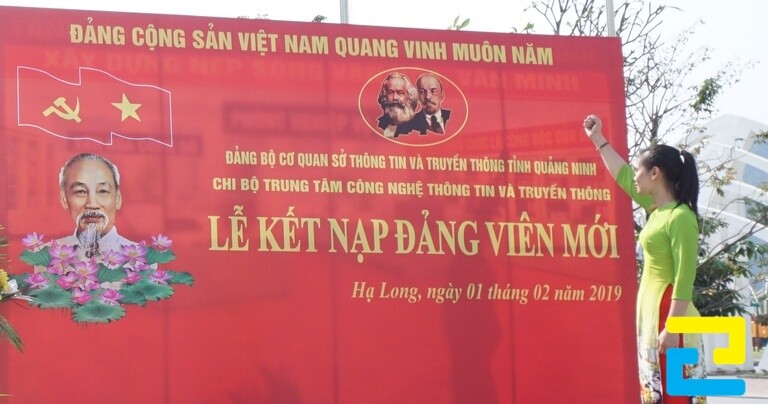 ĐẢNG CỘNG SẢN VIỆT NAM QUANG VINH MUÔN NĂM
ĐẢNG BỘ CƠ QUAN SỞ THÔNG TIN VÀ TRUYỀN THÔNG TỈNH QUẢNG NINH
CHI BỘ TRUNG TÂM CÔNG NGHỆ THÔNG TIN VÀ TRUYỀN THÔNG
LỄ KẾT NẠP ĐẢNG VIÊN MỚI
Hạ Long, ngày 01 tháng 02 năm 2019